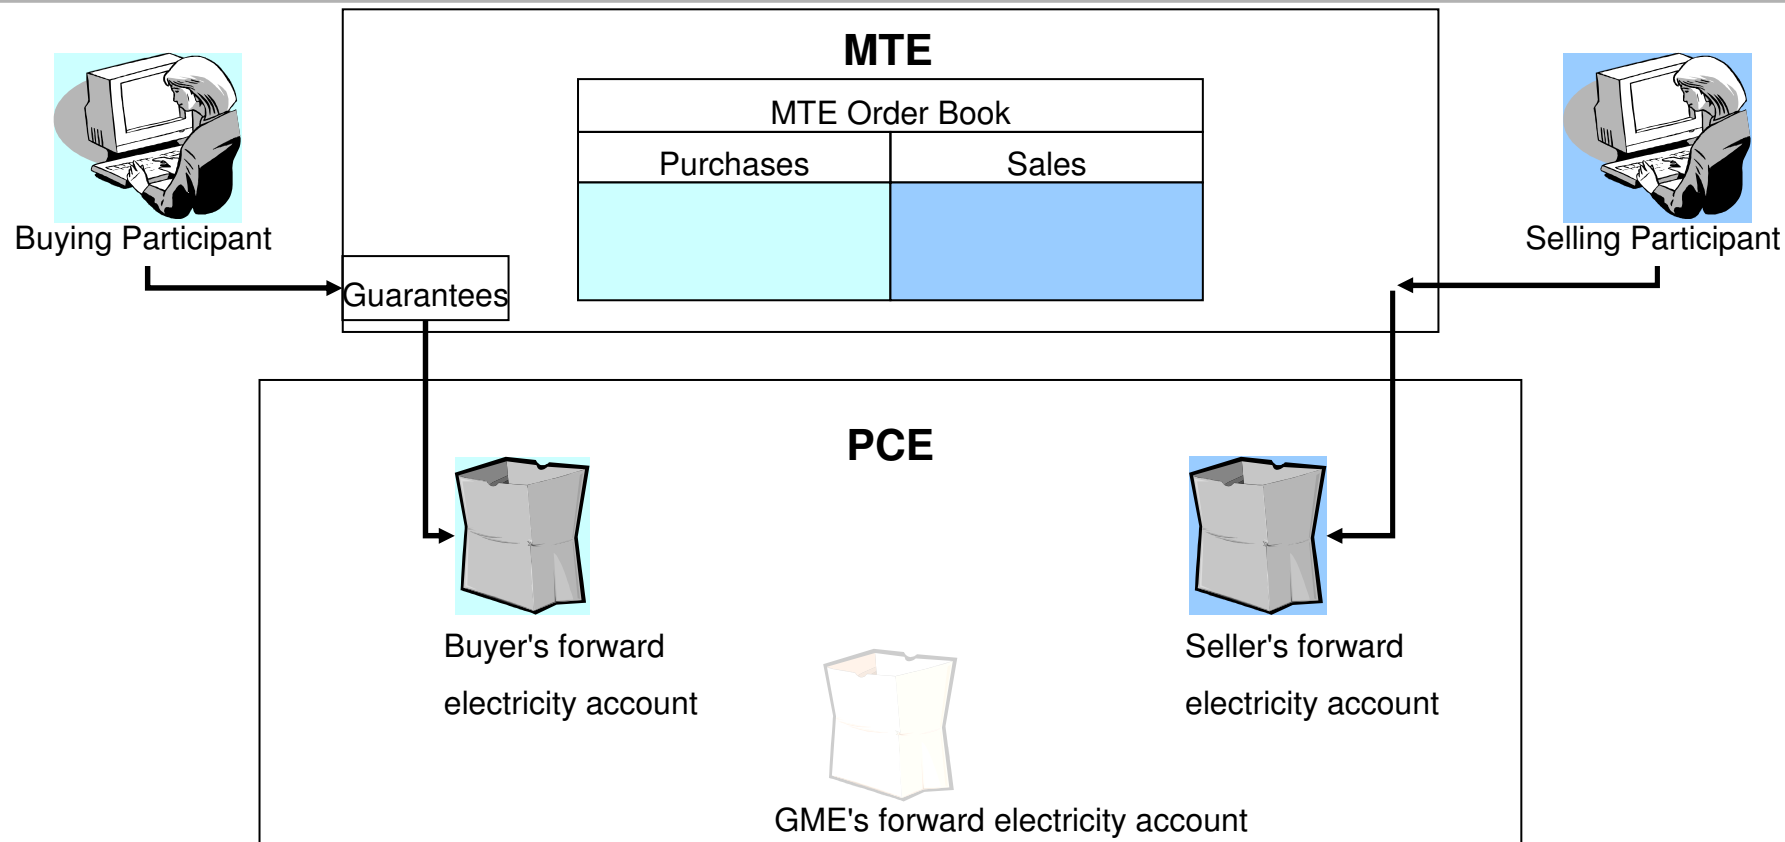 MTE
MTE Order Book
Purchases Sales
Buying Participant
Selling Participant
Guarantees
PCE
Buyer's forward
electricity account
Seller's forward
electricity account
GME's forward electricity account